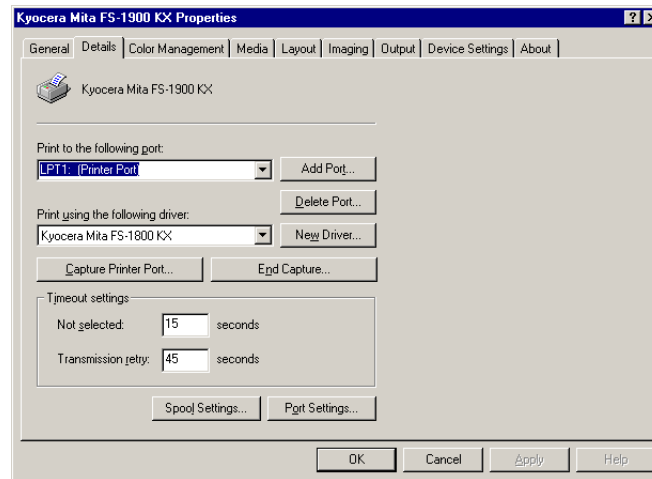 Kyocera Mita FS-1900 KX Properties
General Details Color Management Media Layout Imaging Output Device Settings About
Kyocera Mita FS-1900 KX
Print to the following port:
LPT1: (Printer Port) Add Port...
Delete Port...
Print using the following driver:
Kyocera Mita FS-1800 KX New Driver...
Capture Printer Port... End Capture...
Timeout settings
Not selected: 15 seconds
Transmission retry: 45 seconds
Spool Settings... Port Settings...
OK Cancel Apply Help